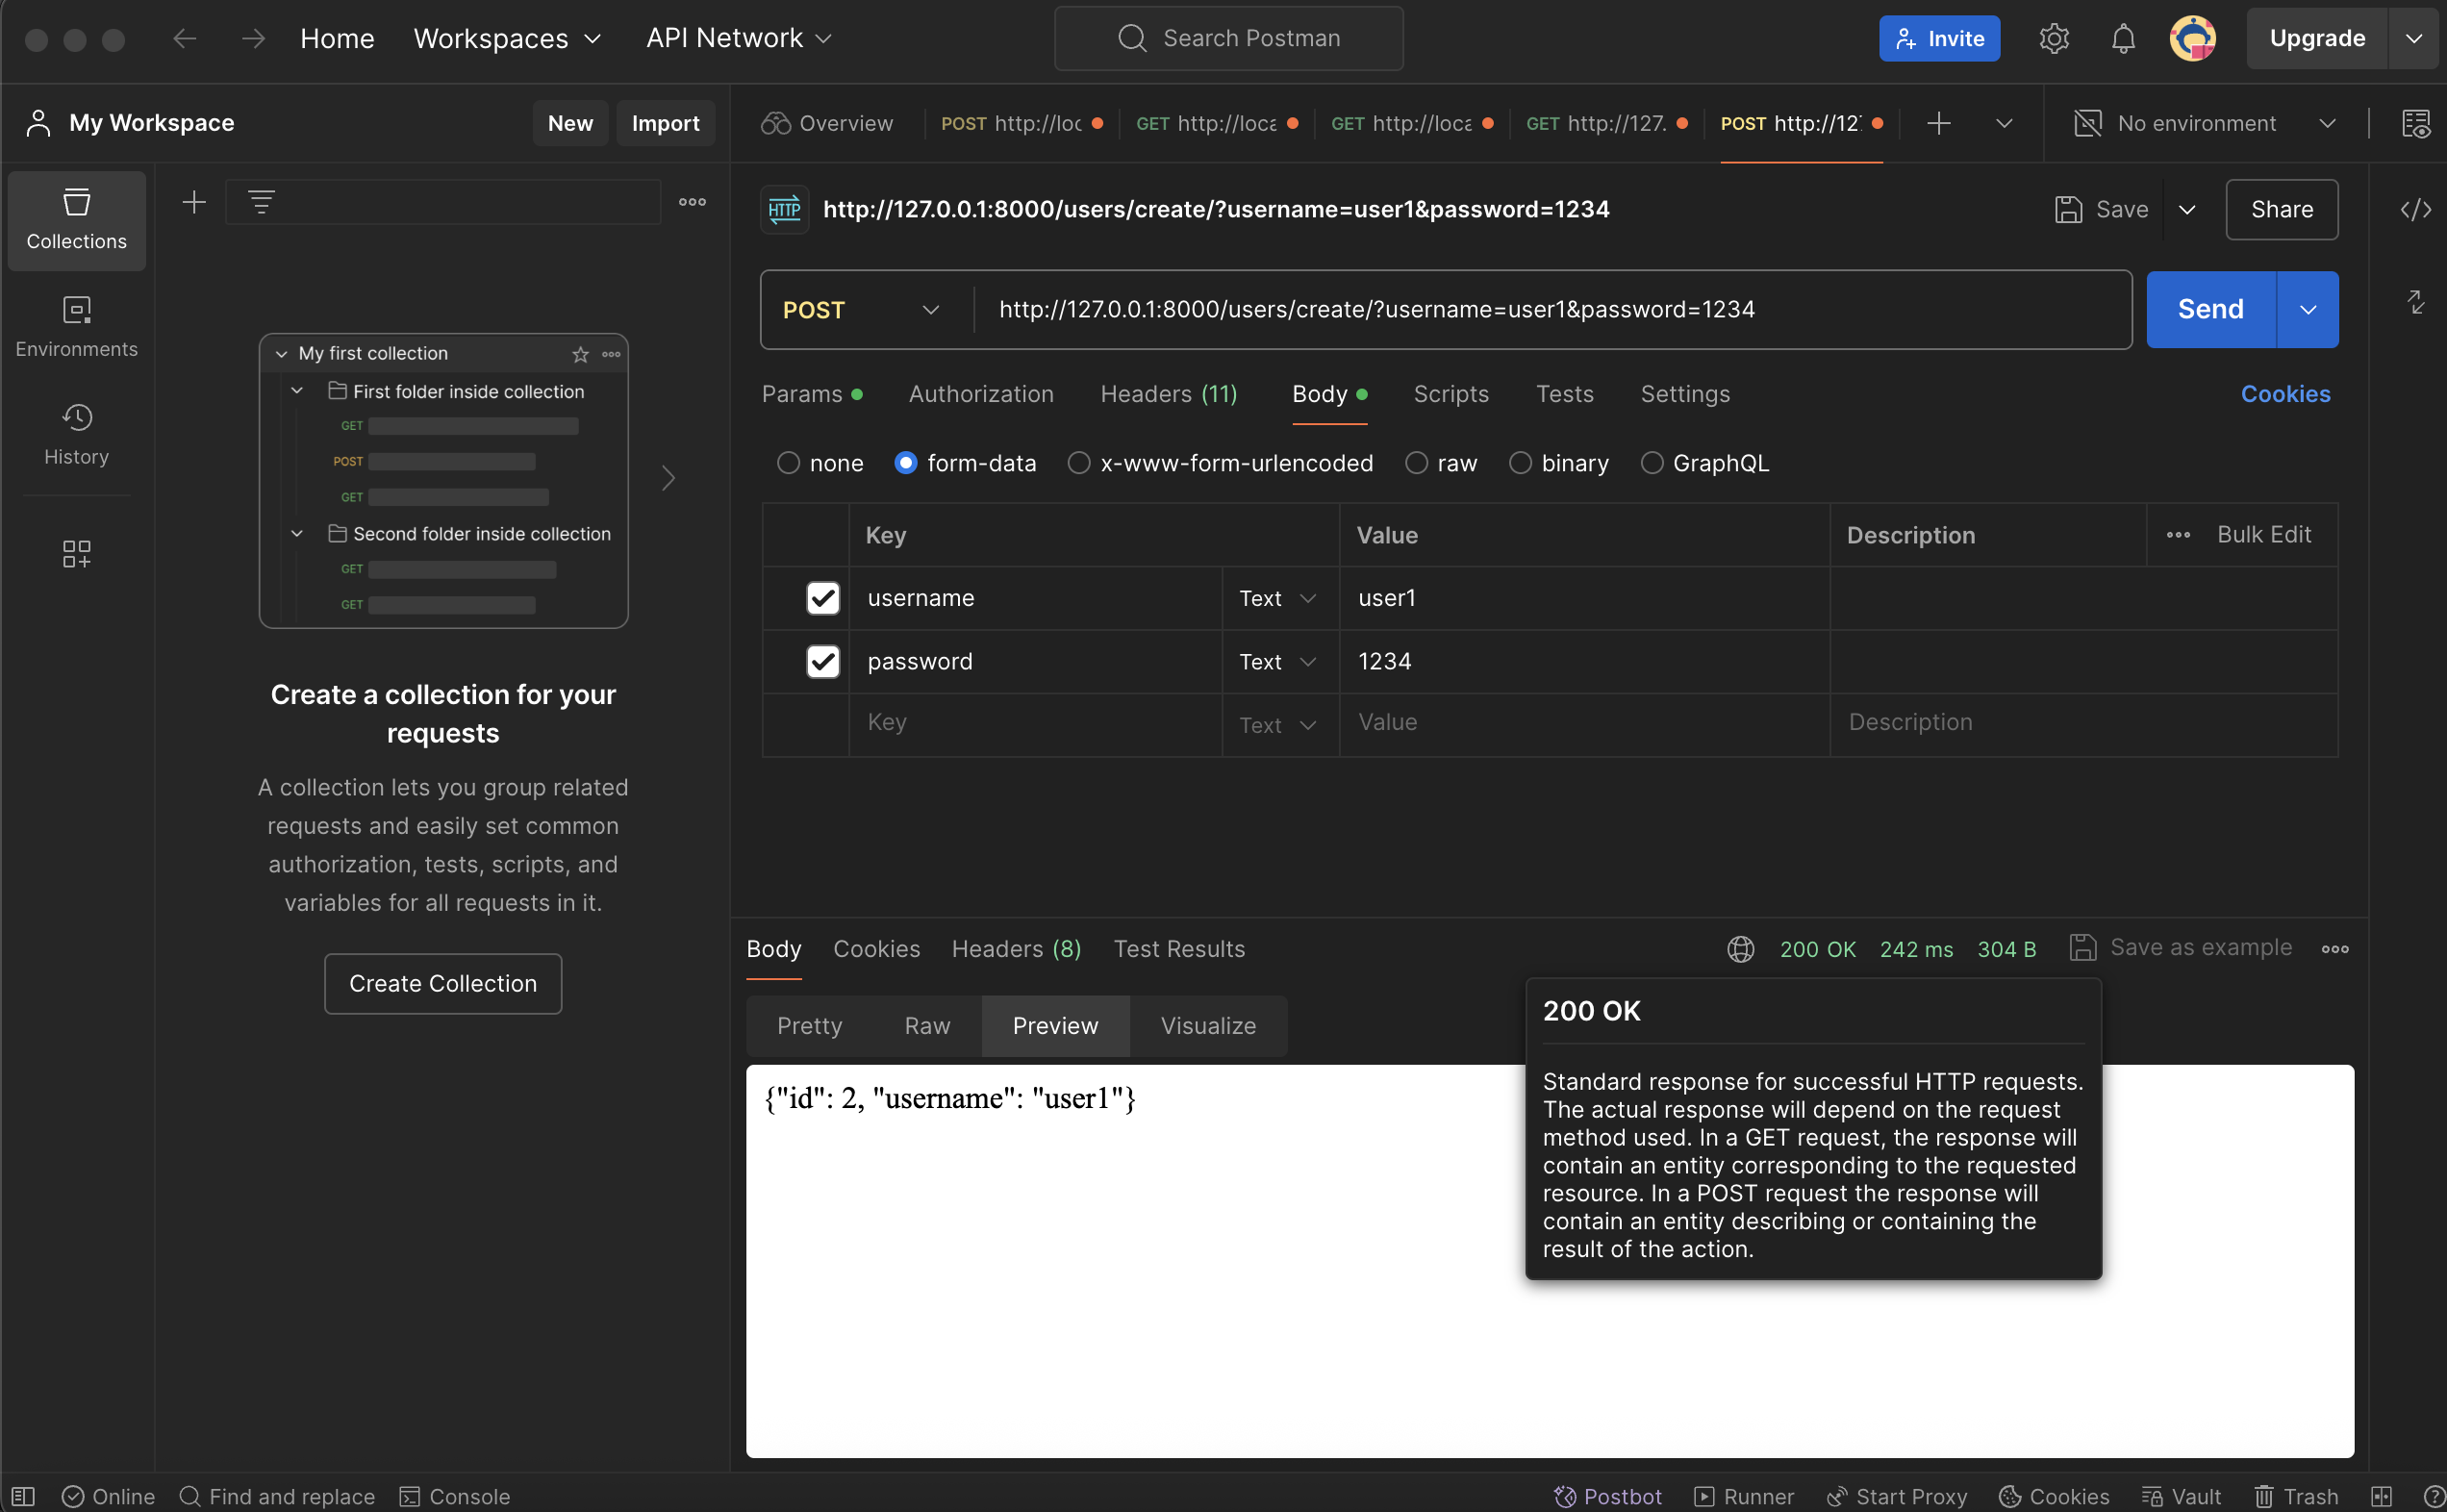 Home Workspaces API Network Search Postman Invite Upgrade
My Workspace New Import Overview POST http://loc GET http://loca GET http://loca GET http://127. POST http://12 No environment
Collections
Environments
History
My first collection
First folder inside collection
GET
POST
GET
Second folder inside collection
GET
GET
Create a collection for your
requests
A collection lets you group related
requests and easily set common
authorization, tests, scripts, and
variables for all requests in it.
Create Collection
HTTP http://127.0.0.1:8000/users/create/?username=user1&password=1234 Save Share
POST http://127.0.0.1:8000/users/create/?username=user1&password=1234 Send
Params Authorization Headers (11) Body Scripts Tests Settings Cookies
none form-data x-www-form-urlencoded raw binary GraphQL
Key Value Description Bulk Edit
username Text user1
password Text 1234
Key Text Value Description
Body Cookies Headers (8) Test Results 200 OK 242 ms 304 B Save as example
Pretty Raw Preview Visualize
{"id": 2, "username": "user1"}
200 OK
Standard response for successful HTTP requests.
The actual response will depend on the request
method used. In a GET request, the response will
contain an entity corresponding to the requested
resource. In a POST request the response will
contain an entity describing or containing the
result of the action.
Online Find and replace Console Postbot Runner Start Proxy Cookies Vault Trash